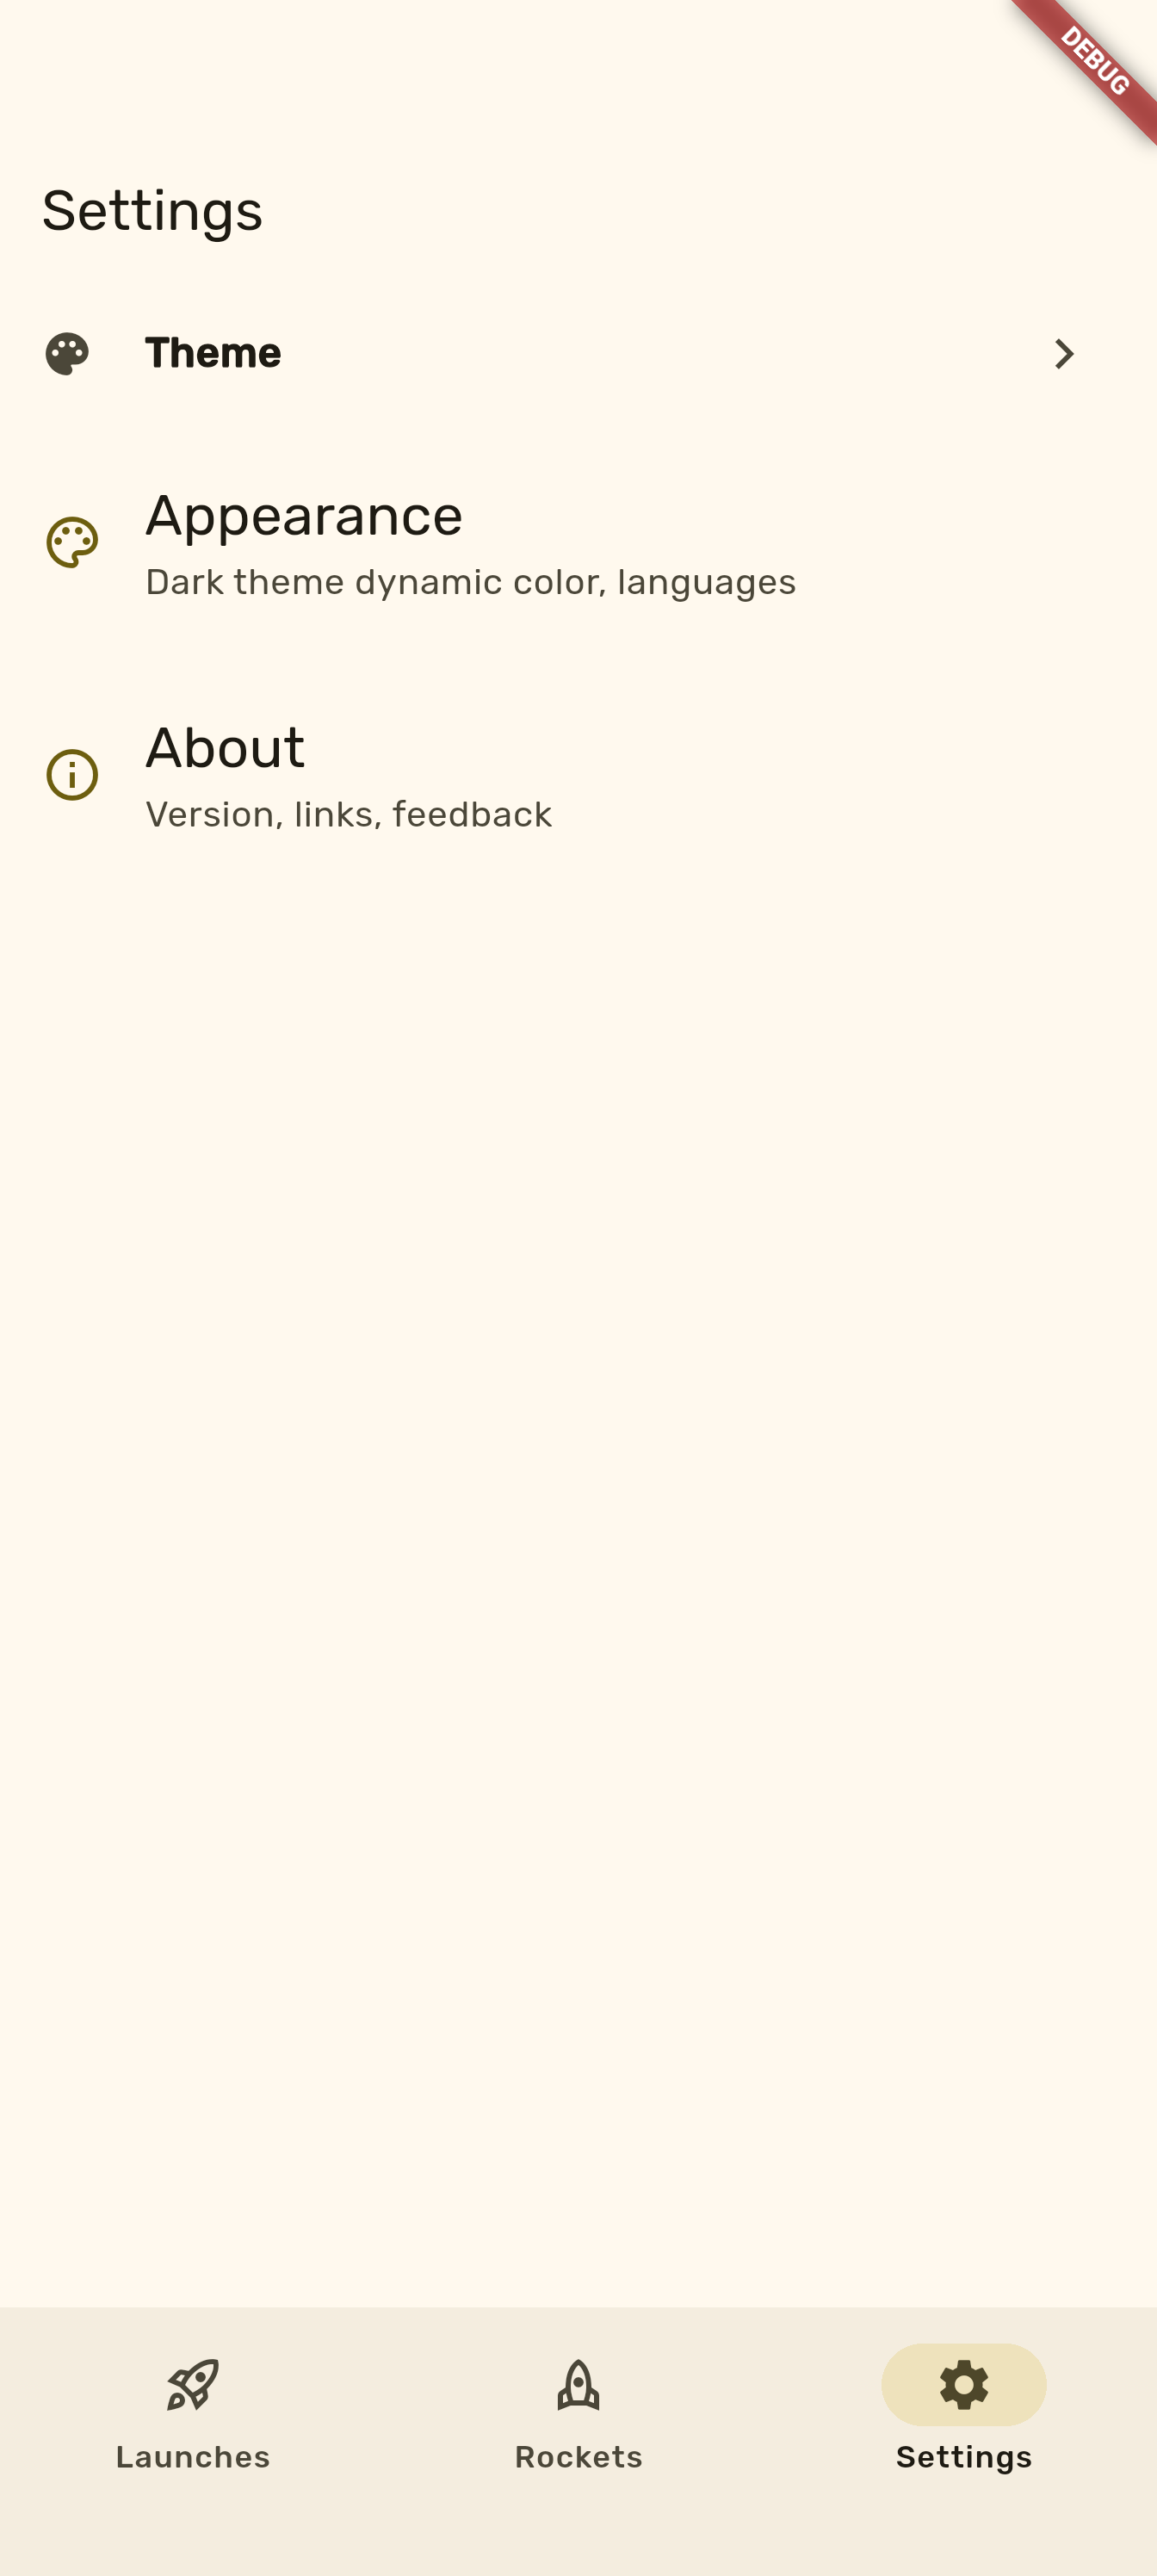 DEBUG
Settings
Theme
Appearance
Dark theme dynamic color, languages
About
Version, links, feedback
Launches
Rockets
Settings